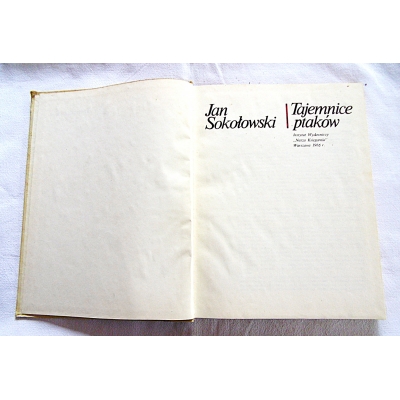 Jan
Sokołowski
Tajemnice
ptaków
Instytut Wydawniczy
„Nasza Księgarnia"
Warszawa